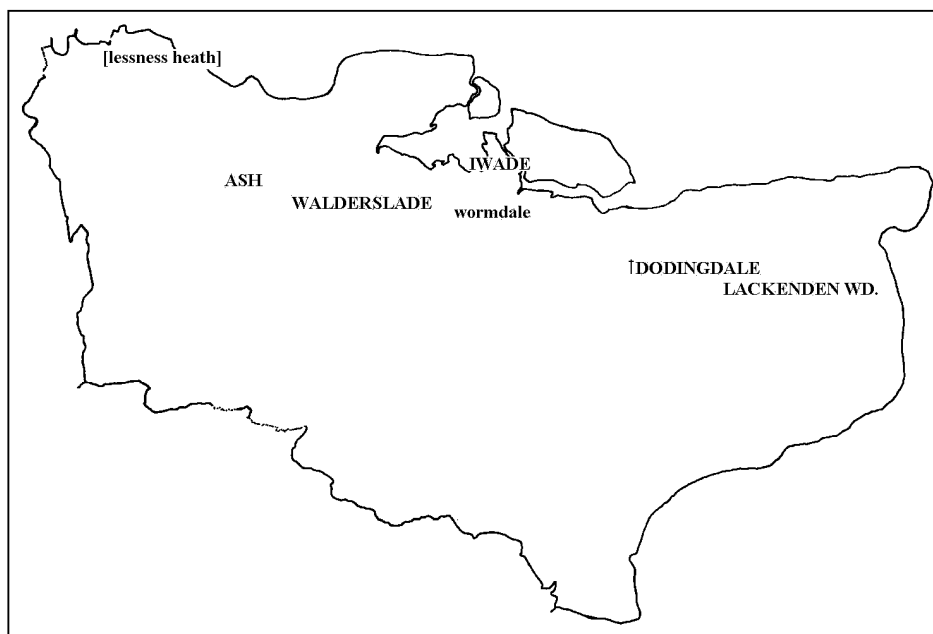 [lessness heath]
IWADE
ASH
WALDERSLADE
wormdale
↑DODINGDALE
LACKENDEN WD.